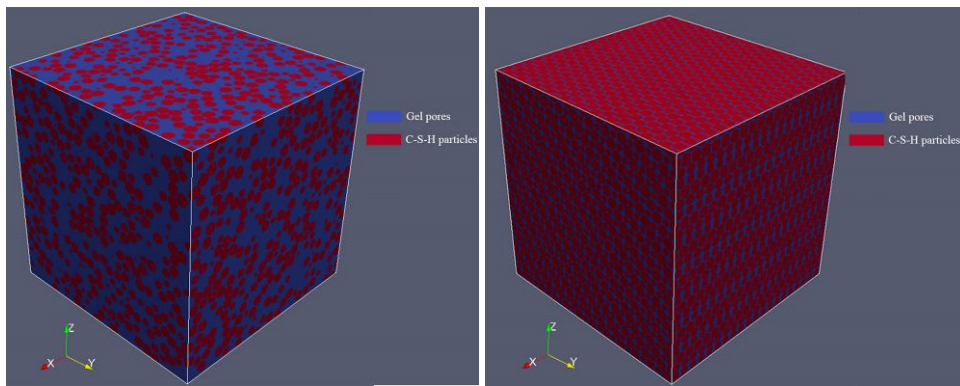 Gel pores
C-S-H particles
Z
X
Y
Gel pores
C-S-H particles
Z
X
Y